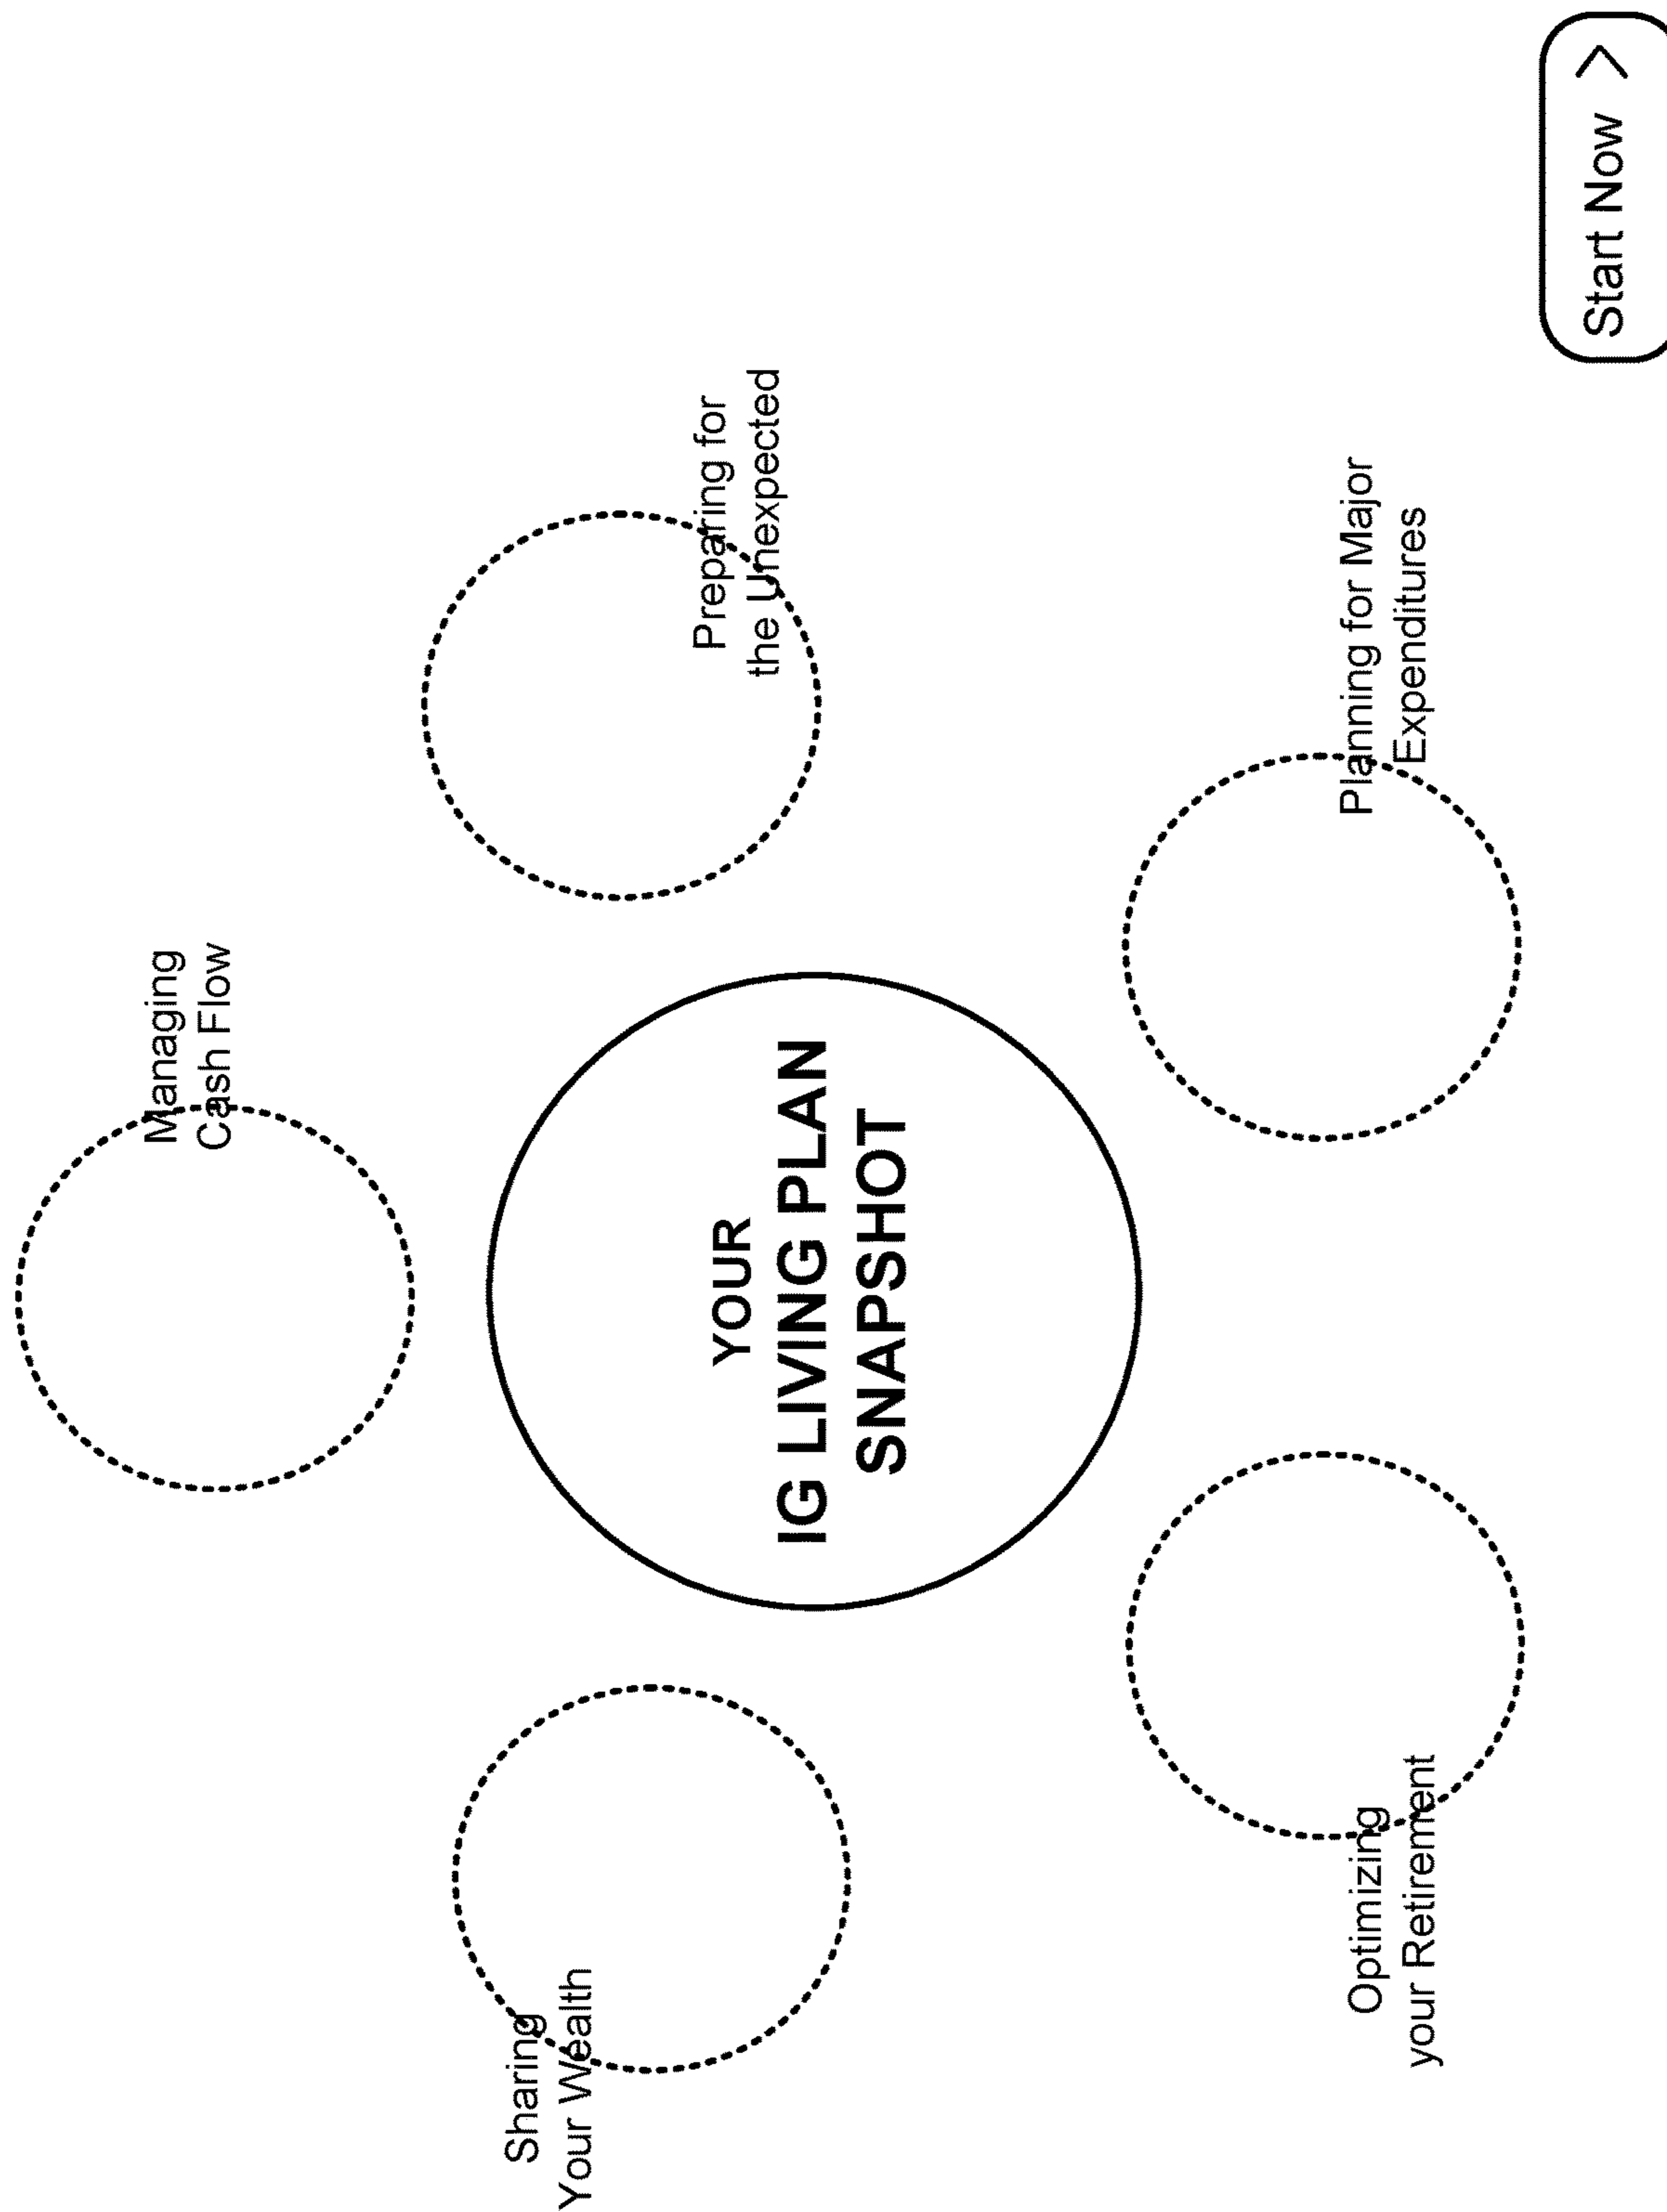 Managing
Cash Flow
Sharing
Your Wealth
Preparing for
the Unexpected
YOUR
IG LIVING PLAN
SNAPSHOT
Optimizing
your Retirement
Planning for Major
Expenditures
Start Now >